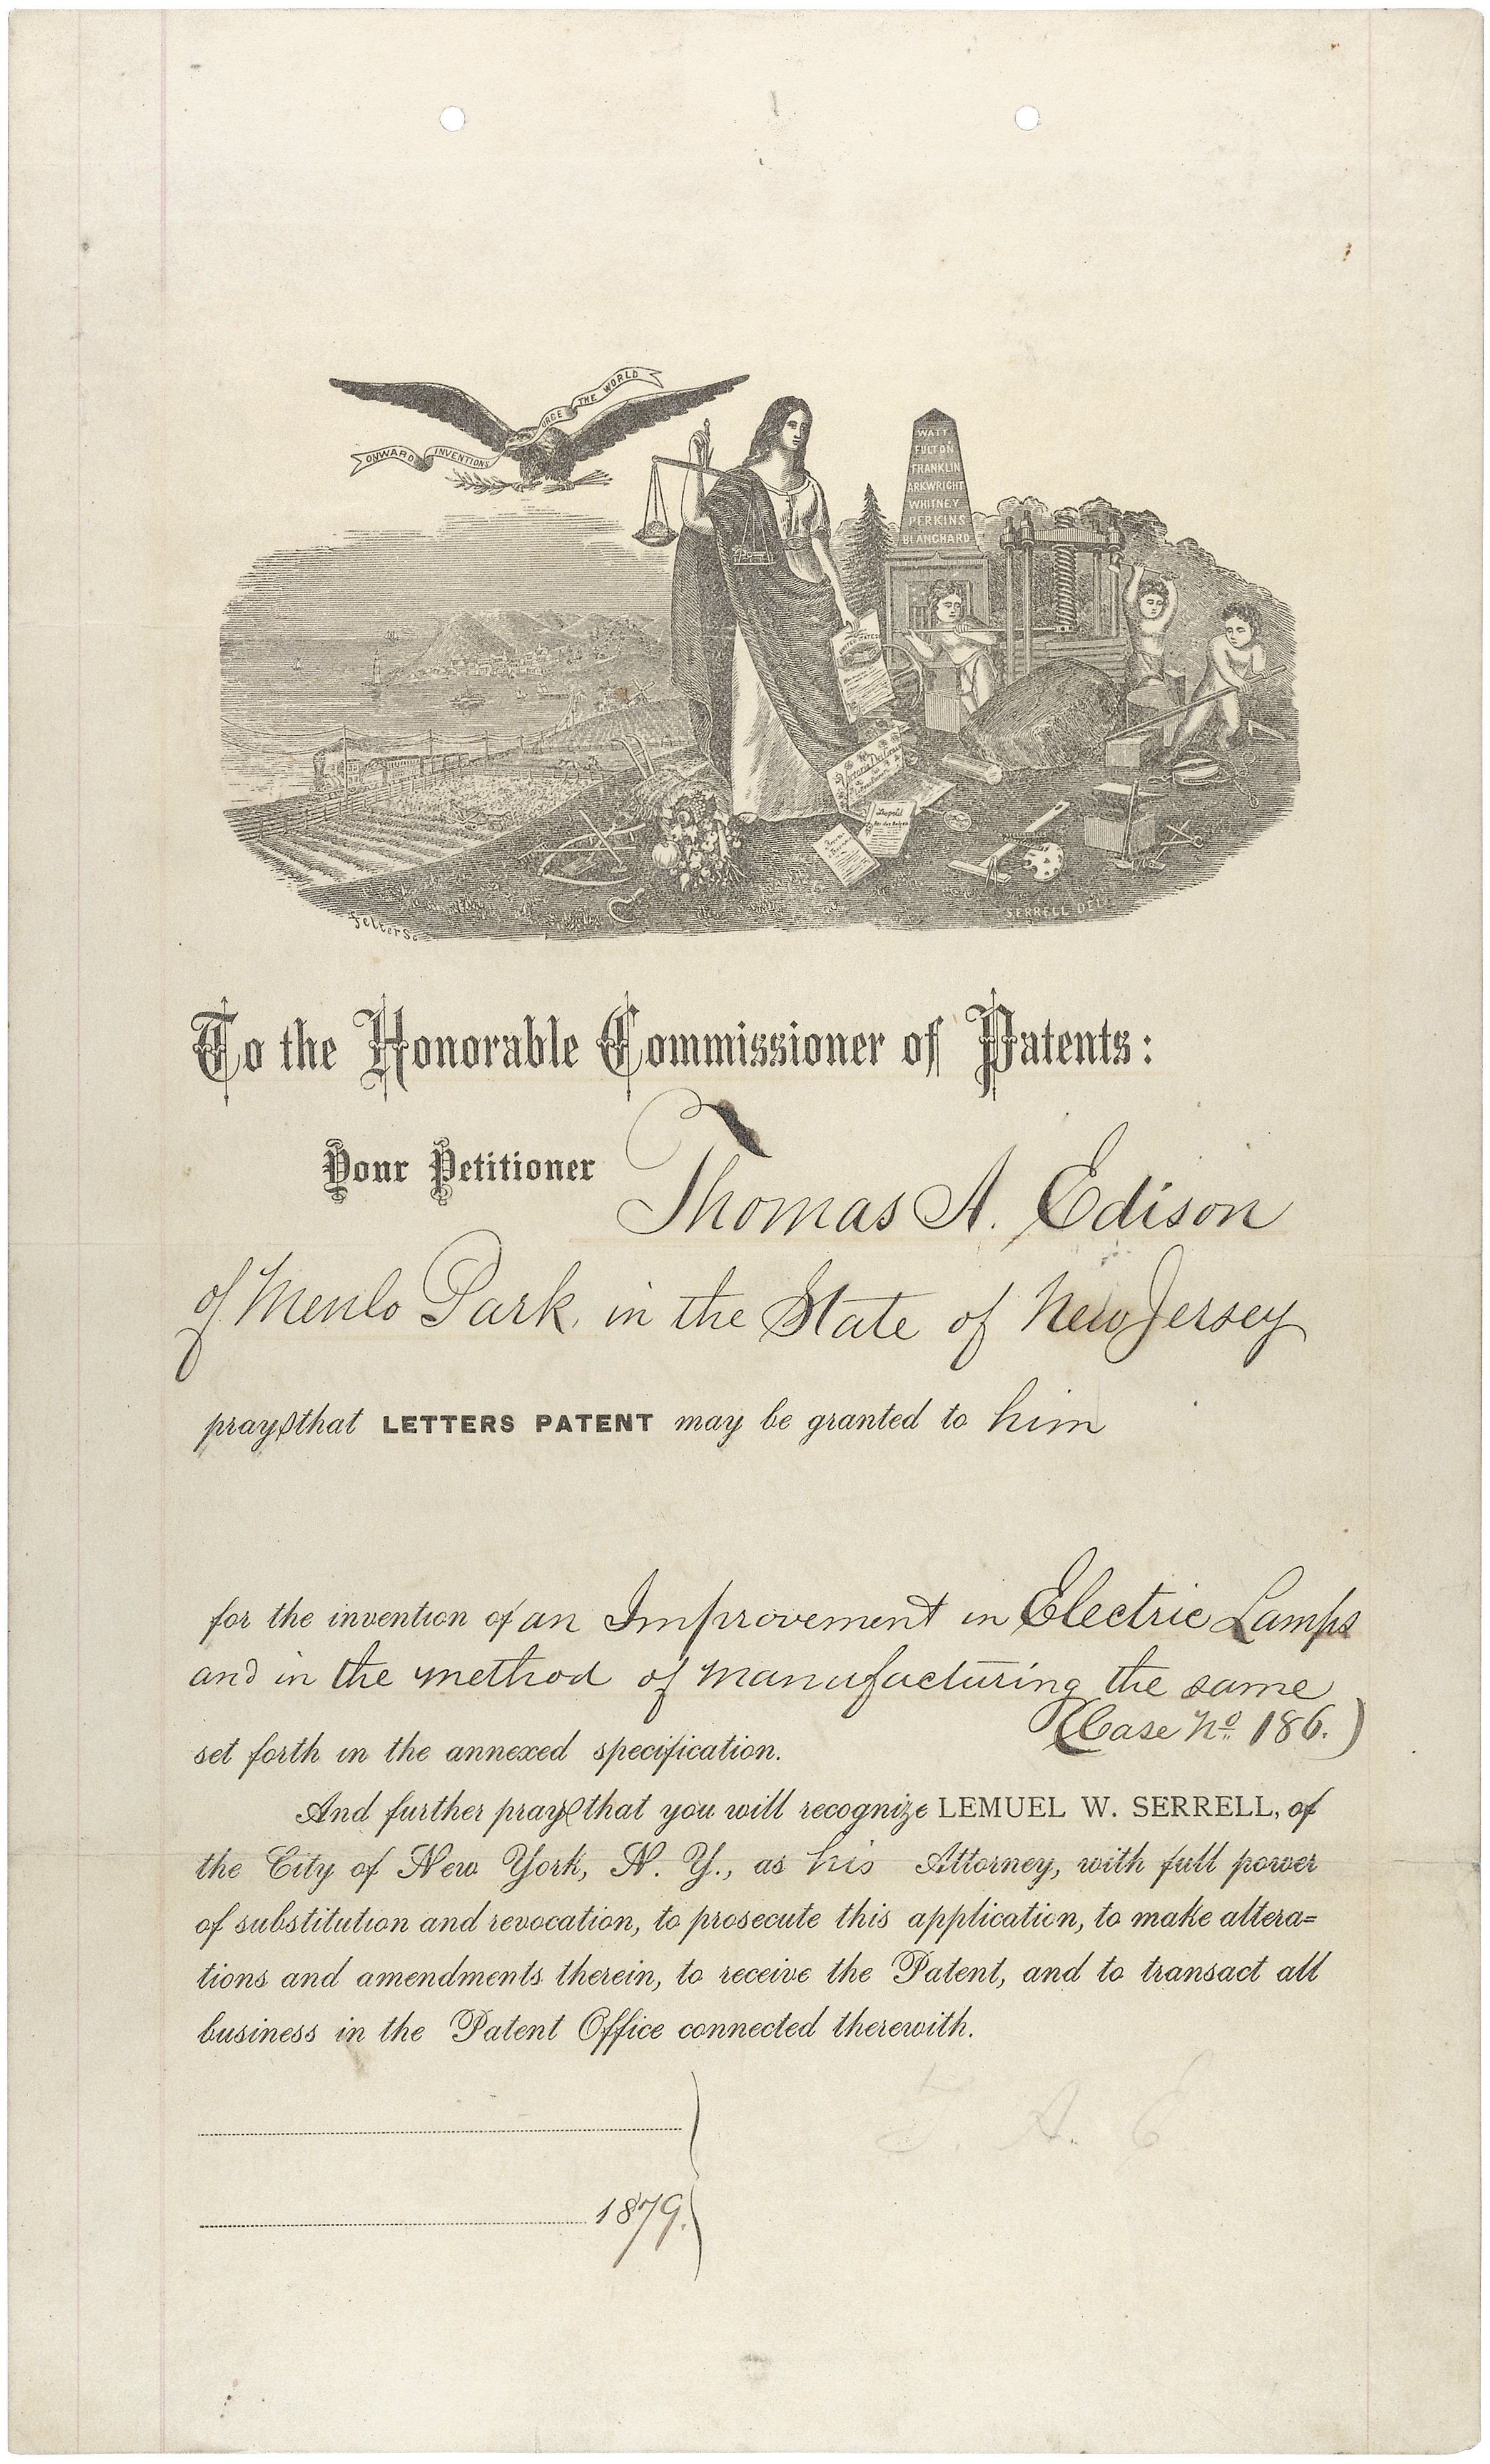 ONWARD INVENTIONS URGE THE WORLD
WATT
FULTON
FRANKLIN
ARKWRIGHT
WHITNEY
PERKINS
BLANCHARD
SERRELL DEL
To the Honorable Commissioner of Patents:
Your Petitioner Thomas A. Edison
of Menlo Park, in the State of New Jersey
prays that LETTERS PATENT may be granted to him
for the invention of an Improvement in Electric Lamps
and in the method of manufacturing the same
(Case No. 186.)
set forth in the annexed specification.
And further prays that you will recognize LEMUEL W. SERRELL, of
the City of New York, N. Y., as his Attorney, with full power
of substitution and revocation, to prosecute this application, to make altera=
tions and amendments therein, to receive the Patent, and to transact all
business in the Patent Office connected therewith.
T. A. E
1879.